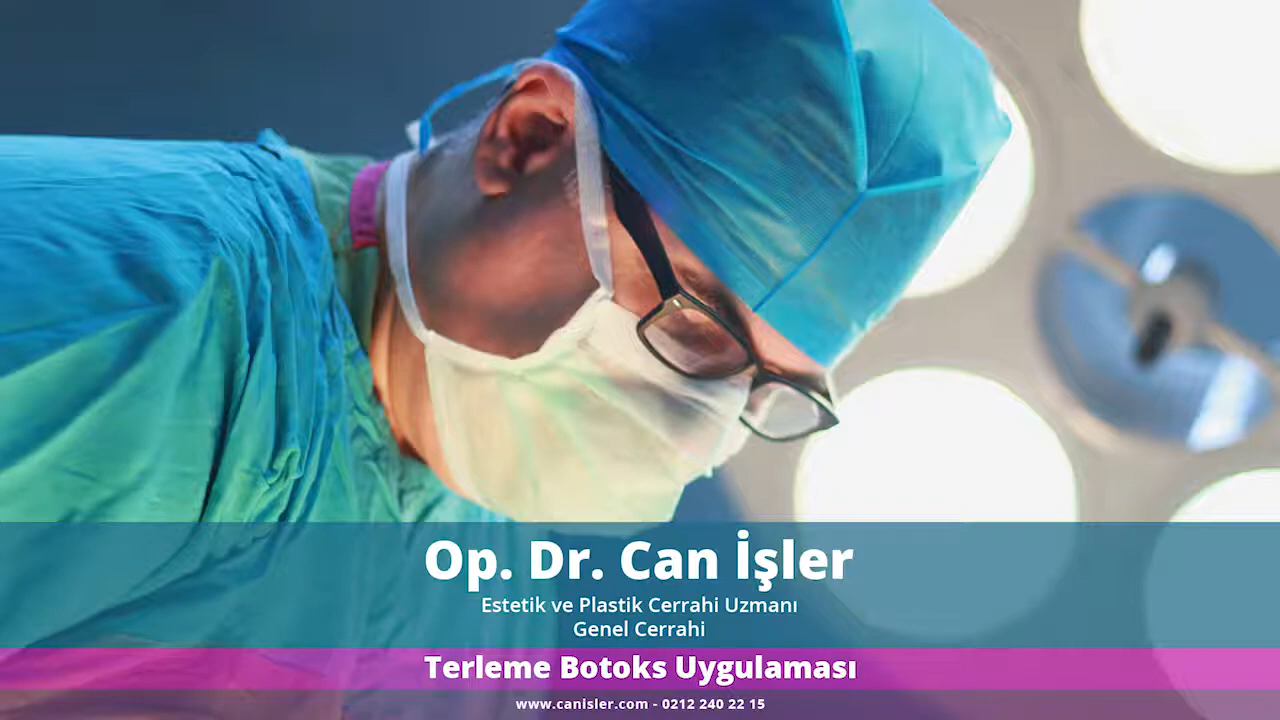 Op. Dr. Can İşler
Estetik ve Plastik Cerrahi Uzmanı
Genel Cerrahi
Terleme Botoks Uygulaması
www.canisler.com - 0212 240 22 15